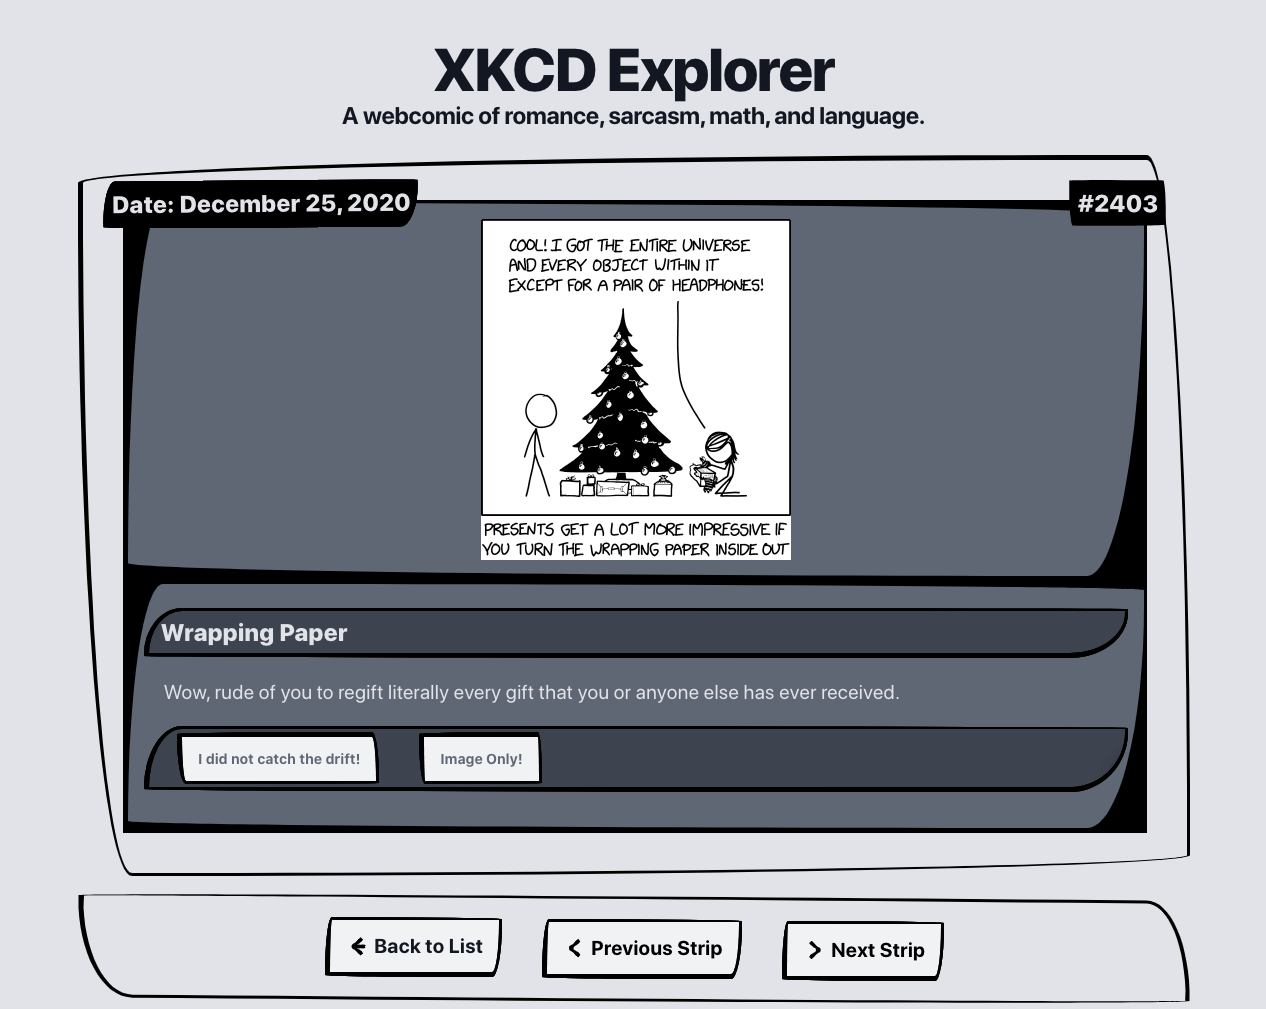 XKCD Explorer
A webcomic of romance, sarcasm, math, and language.
Date: December 25, 2020
#2403
COOL! I GOT THE ENTIRE UNIVERSE
AND EVERY OBJECT WITHIN IT
EXCEPT FOR A PAIR OF HEADPHONES!
PRESENTS GET A LOT MORE IMPRESSIVE IF
YOU TURN THE WRAPPING PAPER INSIDE OUT
Wrapping Paper
Wow, rude of you to regift literally every gift that you or anyone else has ever received.
I did not catch the drift!
Image Only!
Back to List
Previous Strip
Next Strip